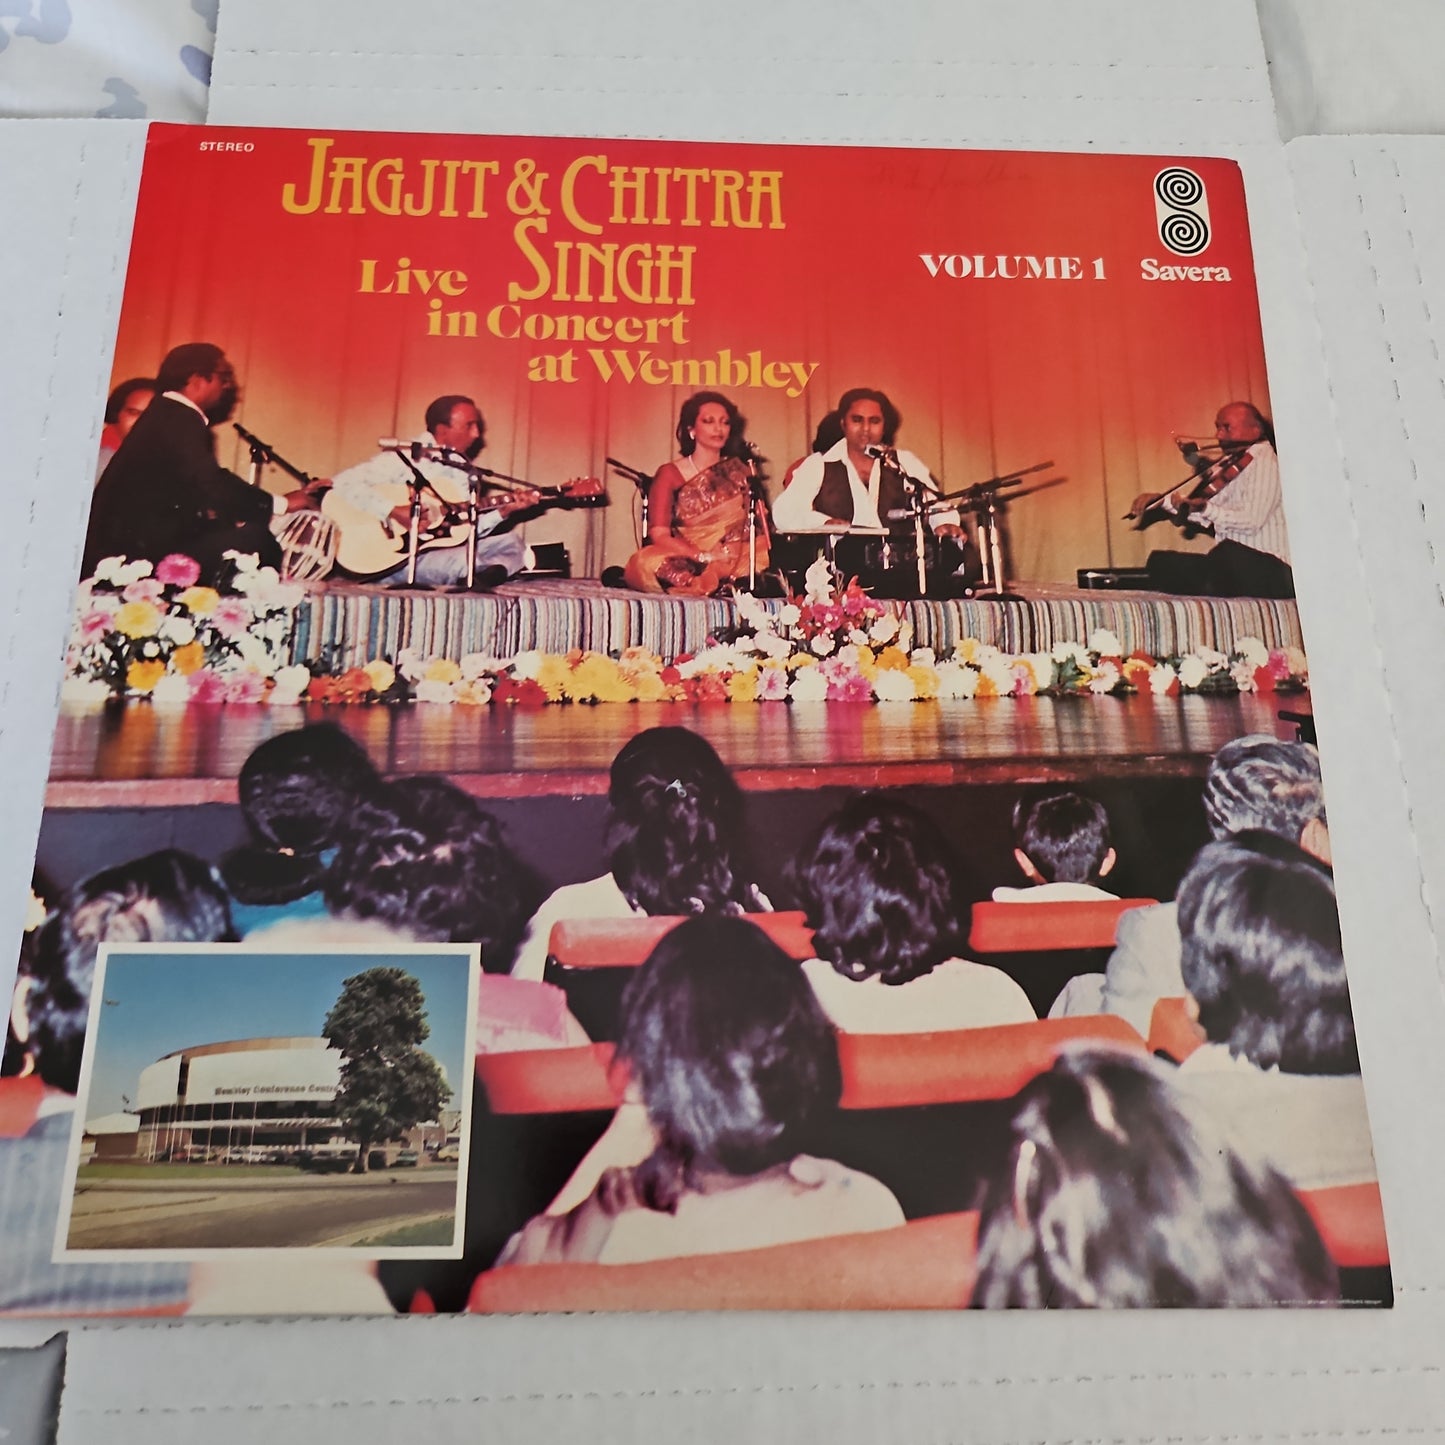 STEREO
JAGJIT & CHITRA
SINGH
Live
in Concert
at Wembley
VOLUME 1
Savera
Wembley Conference Centre